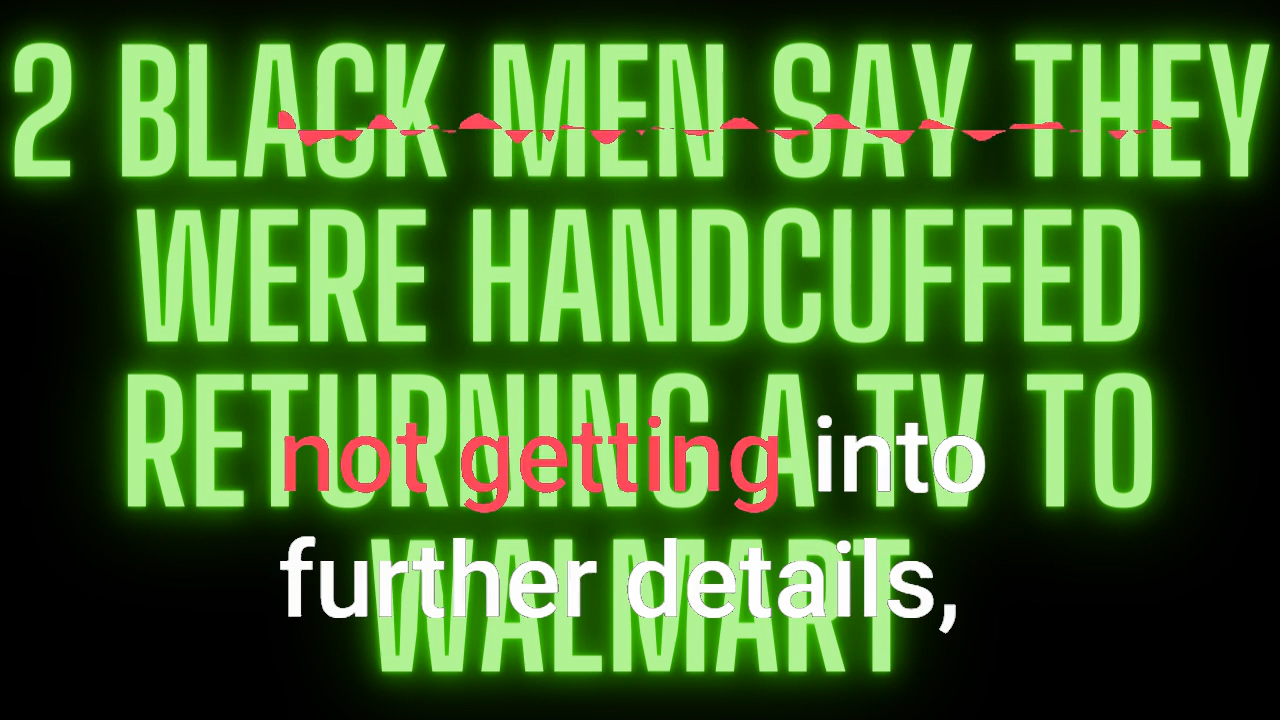 2 BLACK MEN SAY THEY
WERE HANDCUFFED
RETURNING A TV TO
not getting into
WALMART
further details,